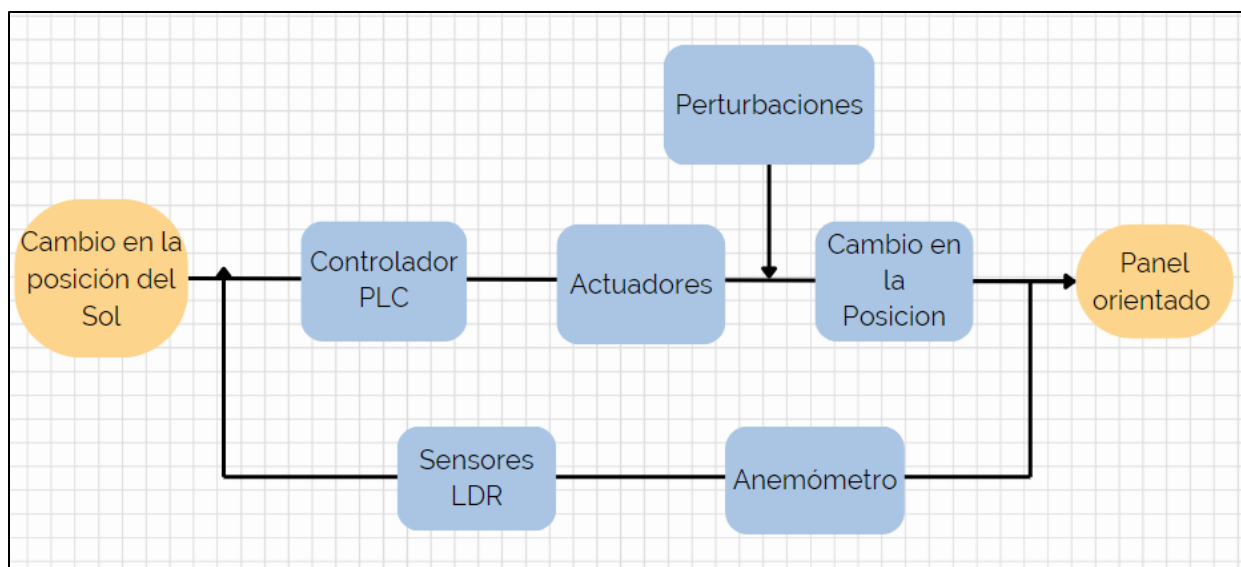 Perturbaciones
Cambio en la
posición del
Sol
Controlador
PLC
Actuadores
Cambio en
la
Posicion
Panel
orientado
Sensores
LDR
Anemómetro